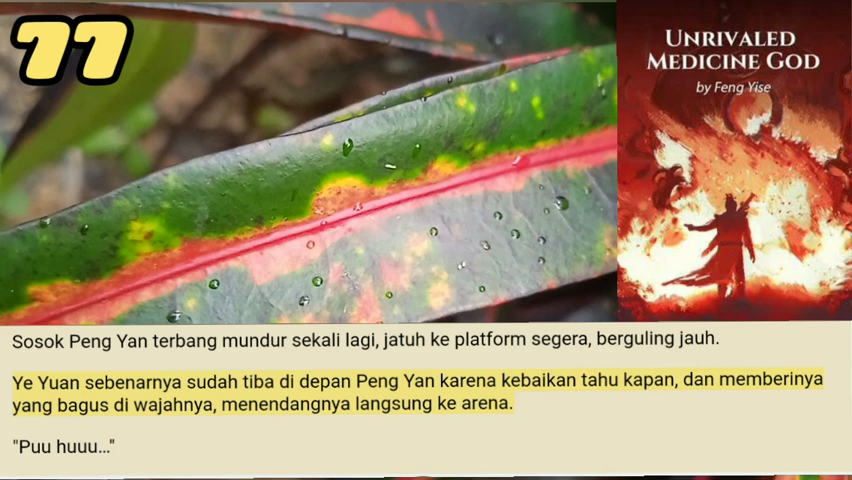 77
UNRIVALED
MEDICINE GOD
by Feng Yise
Sosok Peng Yan terbang mundur sekali lagi, jatuh ke platform segera, berguling jauh.
Ye Yuan sebenarnya sudah tiba di depan Peng Yan karena kebaikan tahu kapan, dan memberinya
yang bagus di wajahnya, menendangnya langsung ke arena.
"Puu huuu..."